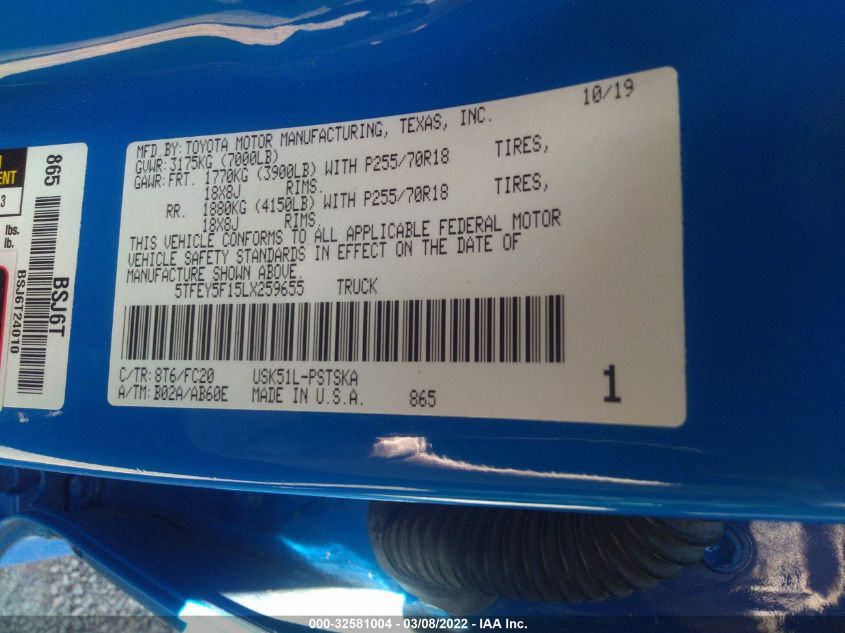 10/19
MFD BY: TOYOTA MOTOR MANUFACTURING, TEXAS, INC.
GVWR: 3175KG (7000LB)
GAWR: FRT. 1770KG (3900LB) WITH P255/70R18 TIRES,
18X8J RIMS.
RR. 1880KG (4150LB) WITH P255/70R18 TIRES,
18X8J RIMS.
THIS VEHICLE CONFORMS TO ALL APPLICABLE FEDERAL MOTOR
VEHICLE SAFETY STANDARDS IN EFFECT ON THE DATE OF
MANUFACTURE SHOWN ABOVE.
5TFEY5F15LX259655 TRUCK
C/TR: 8T6/FC20 USK51L-PSTSKA
A/TM: B02A/AB60E MADE IN U.S.A. 865 1
865
BSJ6T
BSJ6T24010
3
lbs.
lb.
000-32581004 - 03/08/2022 - IAA Inc.